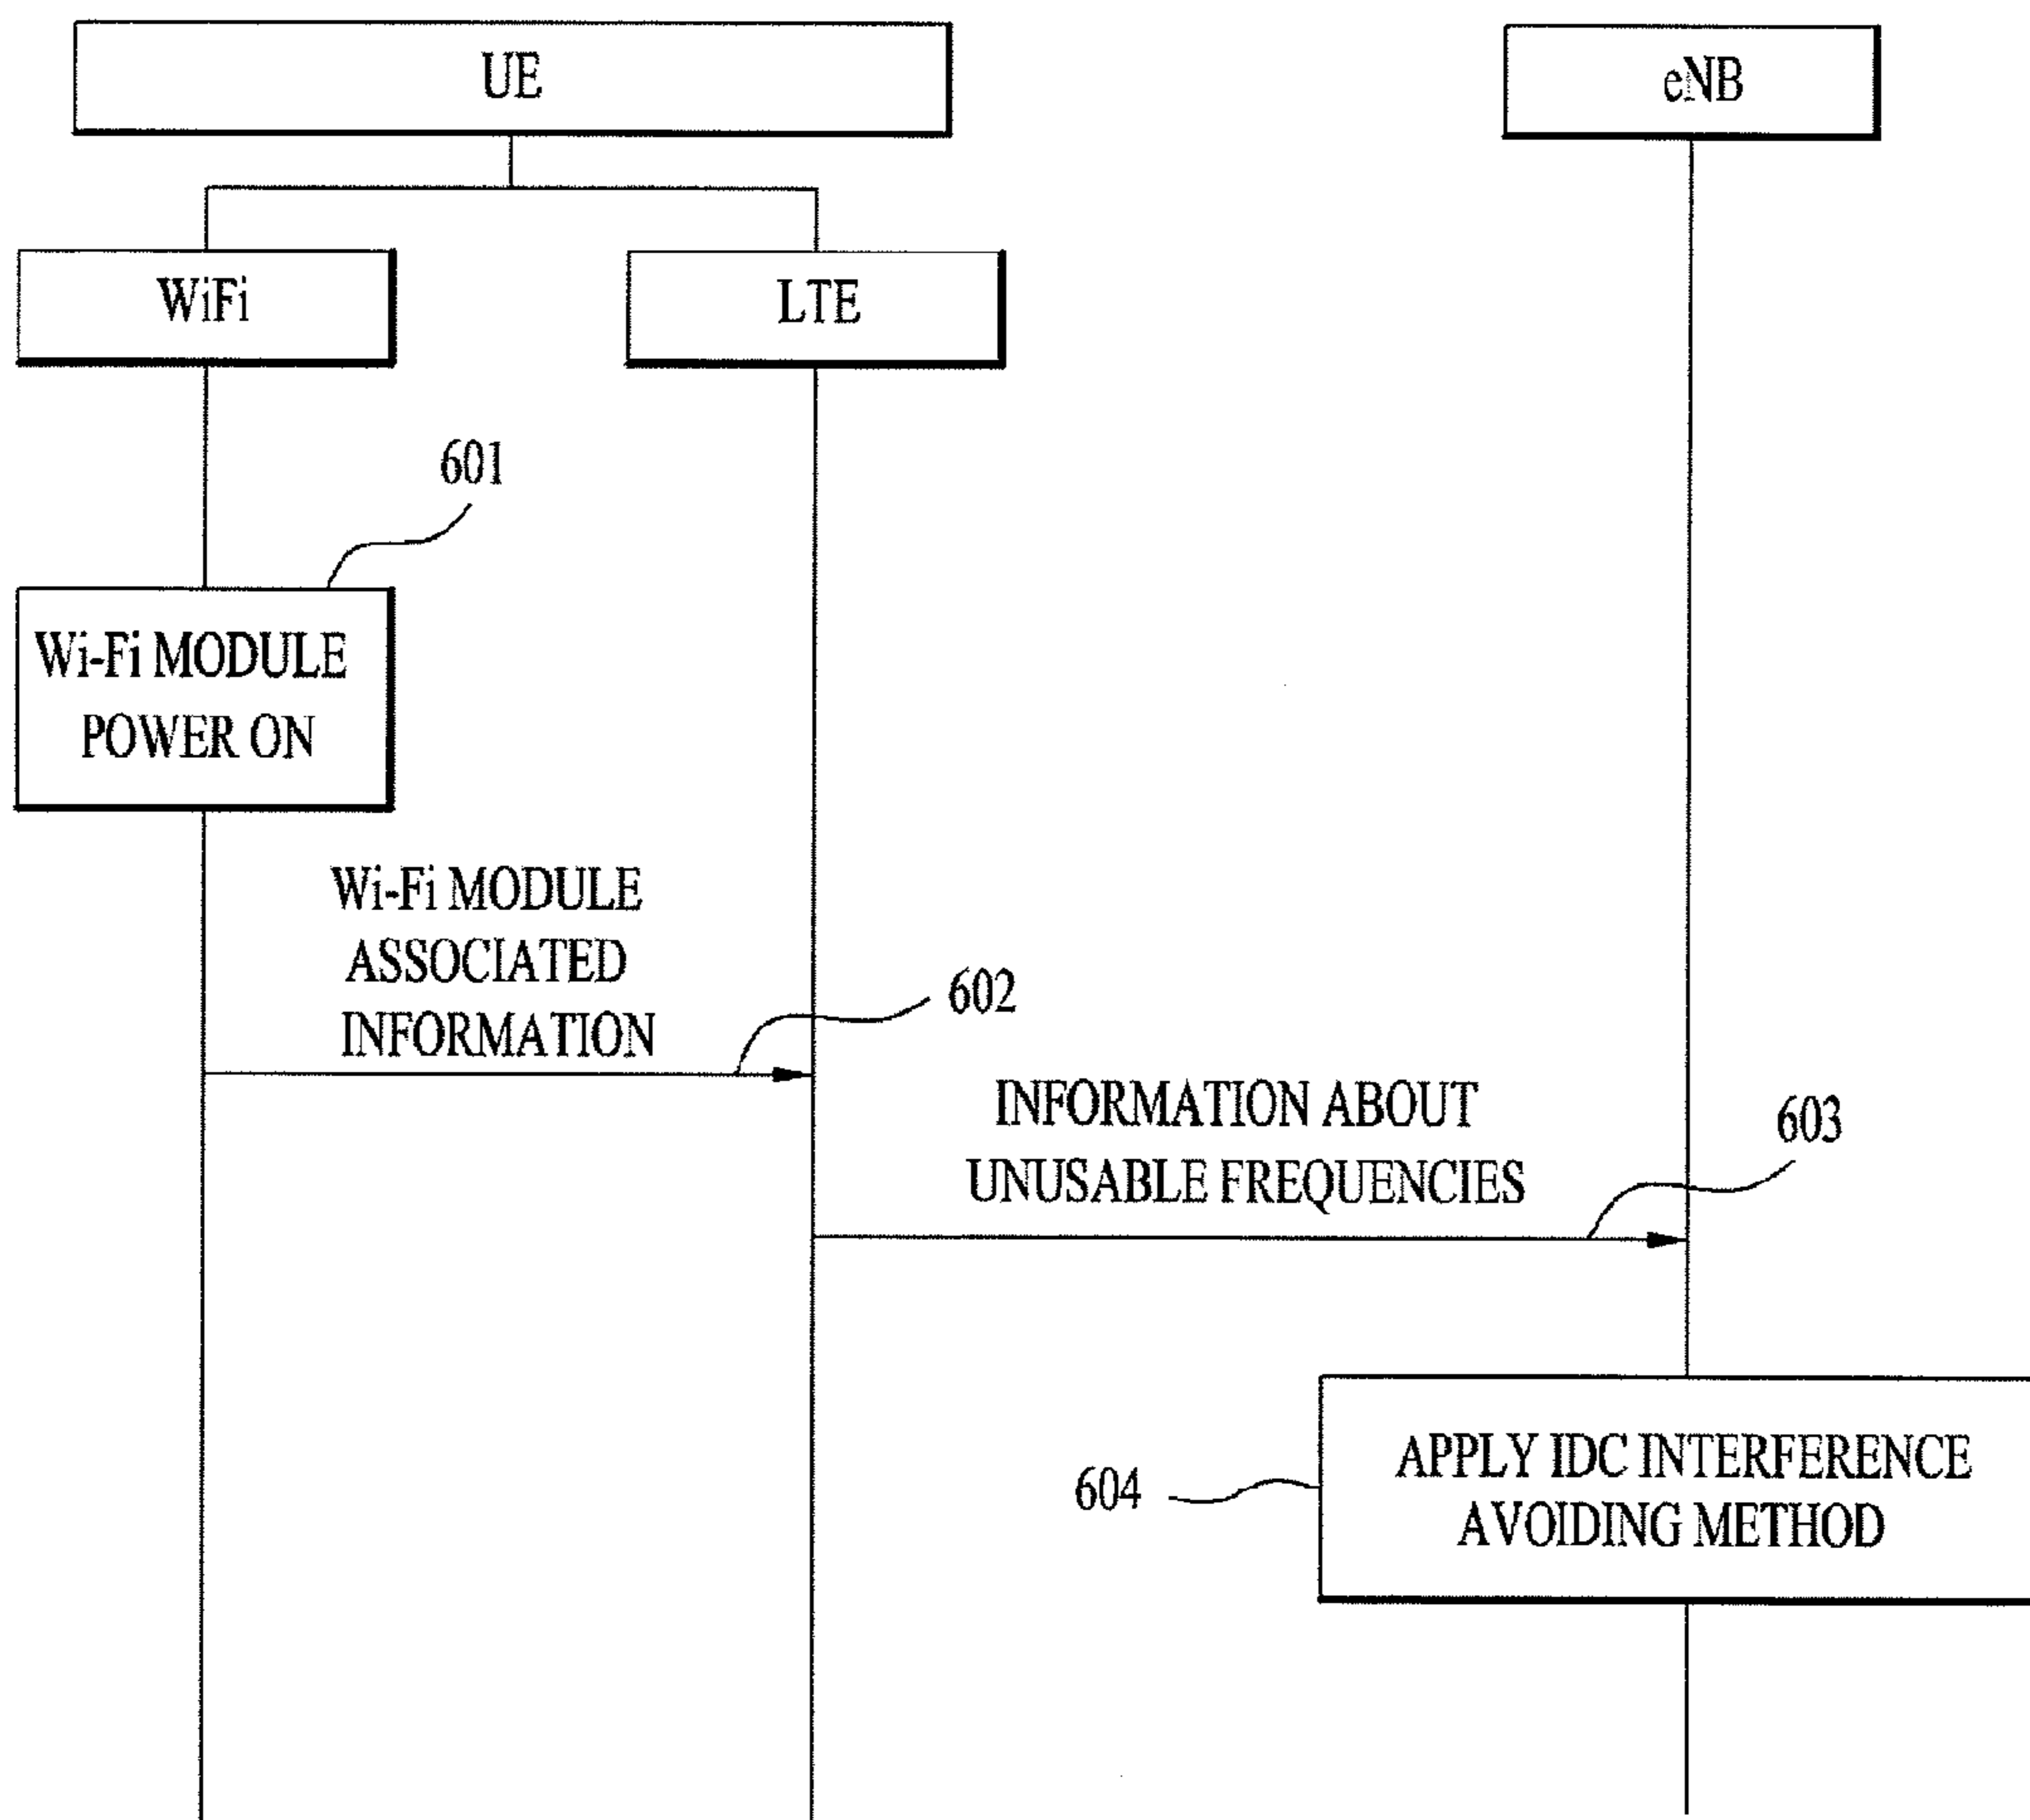 UE
eNB
WiFi
LTE
601
Wi-Fi MODULE
POWER ON
Wi-Fi MODULE
ASSOCIATED
INFORMATION
602
INFORMATION ABOUT
UNUSABLE FREQUENCIES
603
604
APPLY IDC INTERFERENCE
AVOIDING METHOD